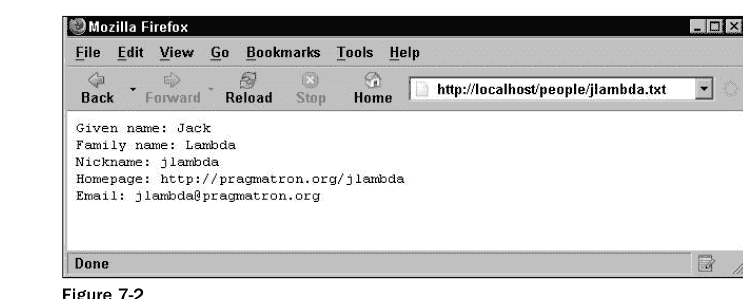 Mozilla Firefox
File Edit View Go Bookmarks Tools Help
Back Forward Reload Stop Home http://localhost/people/jlambda.txt
Given name: Jack
Family name: Lambda
Nickname: jlambda
Homepage: http://pragmatron.org/jlambda
Email: jlambda@pragmatron.org
Done
Figure 7-2